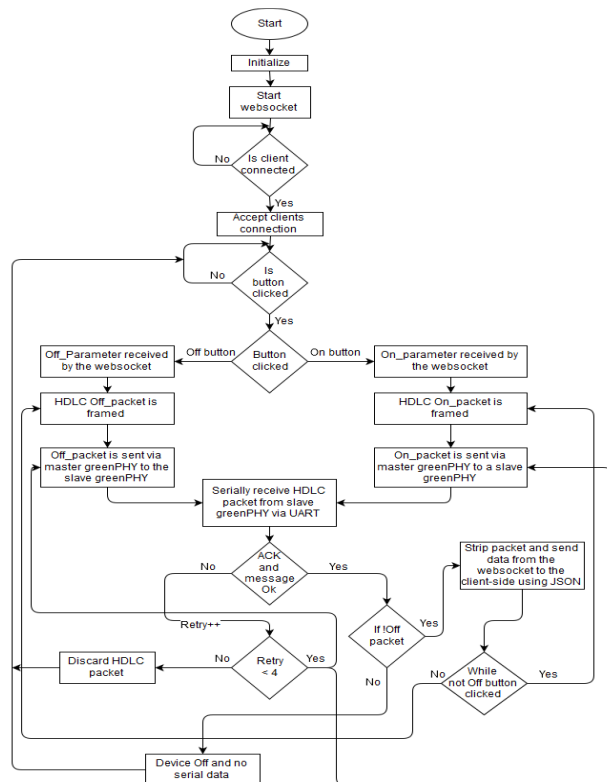 Start
Initialize
Start
websocket
Is client
connected
No
Yes
Accept clients
connection
Is
button
clicked
No
Yes
Button
clicked
Off button
On button
Off_Parameter received
by the websocket
On_parameter received by
the websocket
HDLC Off_packet is
framed
HDLC On_packet is
framed
Off_packet is sent via
master greenPHY to the
slave greenPHY
On_packet is sent via
master greenPHY to a slave
greenPHY
Serially receive HDLC
packet from slave
greenPHY via UART
ACK
and
message
Ok
No
Yes
Strip packet and send
data from the
websocket to the
client-side using JSON
If !Off
packet
Yes
No
Retry++
Retry
< 4
No
Yes
Discard HDLC
packet
While
not Off button
clicked
No
Yes
Device Off and no
serial data